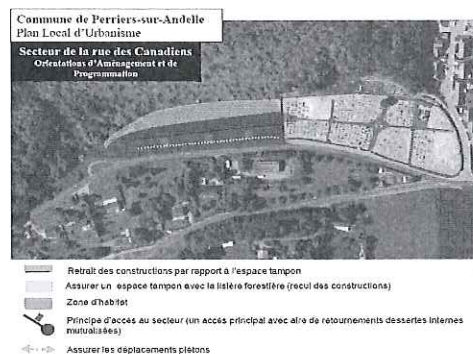 Commune de Perriers-sur-Andelle
Plan Local d'Urbanisme
Secteur de la rue des Canadiens
Orientations d'Aménagement et de
Programmation
Retrait des constructions par rapport à l'espace tampon
Assurer un espace tampon avec la lisière forestière (recul des constructions)
Zone d'habitat
Principe d'accès au secteur (un accès principal avec aire de retournements dessertes internes
mutualisées)
Assurer les déplacements piétons